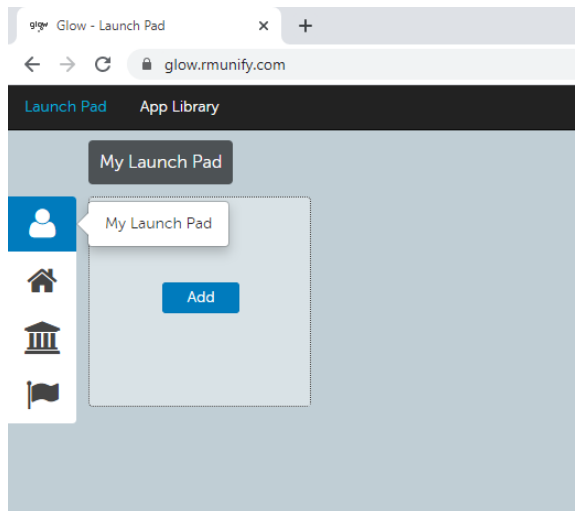 glow Glow - Launch Pad
glow.rmunify.com
Launch Pad App Library
My Launch Pad
My Launch Pad
Add